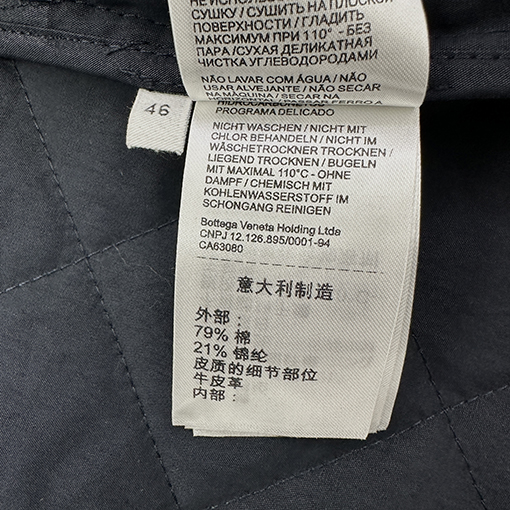 НЕ ИСПОЛЬЗОВАТЬ
СУШКУ / СУШИТЬ НА ПЛОСКОЙ
ПОВЕРХНОСТИ / ГЛАДИТЬ
МАКСИМУМ ПРИ 110° - БЕЗ
ПАРА /СУХАЯ ДЕЛИКАТНАЯ
ЧИСТКА УГЛЕВОДОРОДАМИ
NÃO LAVAR COM ÁGUA / NÃO
USAR ALVEJANTE / NÃO SECAR
NA MÁQUINA / SECAR
FERRO A
HIDROCARBONETOS
PROGRAMA DELICADO
46
NICHT WASCHEN / NICHT MIT
CHLOR BEHANDELN / NICHT IM
WÄSCHETROCKNER TROCKNEN /
LIEGEND TROCKNEN / BUGELN
MIT MAXIMAL 110°C - OHNE
DAMPF / CHEMISCH MIT
KOHLENWASSERSTOFF IM
SCHONGANG REINIGEN
Bottega Veneta Holding Ltda
CNPJ 12.126.895/0001-94
CA63080
意大利制造
外部：
79% 棉
21% 锦纶
皮质的细节部位
牛皮革
内部：